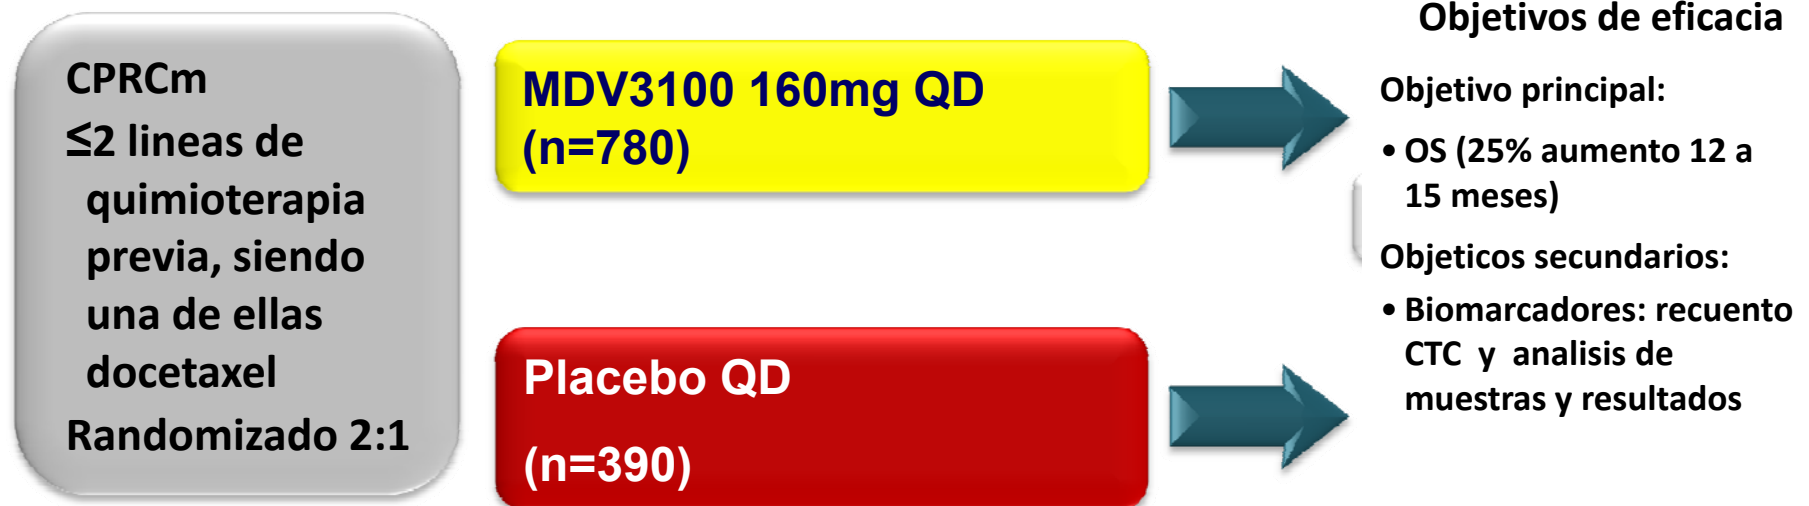 CPRCm
≤2 lineas de
quimioterapia
previa, siendo
una de ellas
docetaxel
Randomizado 2:1
MDV3100 160mg QD
(n=780)
Placebo QD
(n=390)
Objetivos de eficacia
Objetivo principal:
• OS (25% aumento 12 a
15 meses)
Objeticos secundarios:
• Biomarcadores: recuento
CTC y analisis de
muestras y resultados